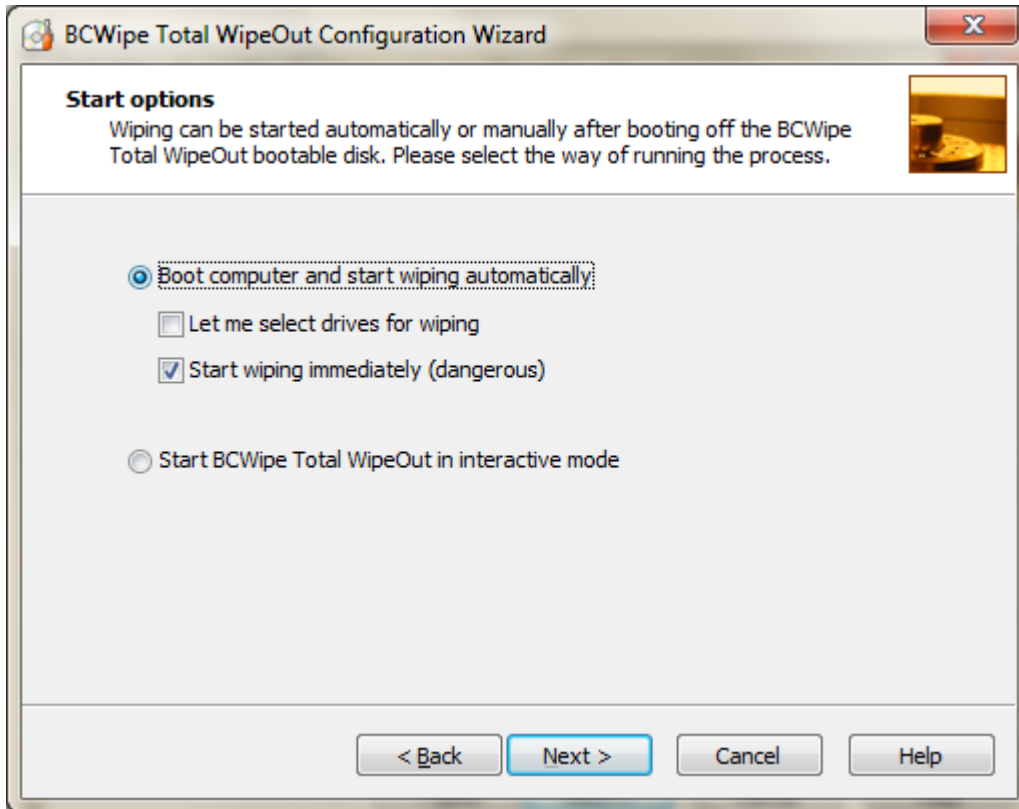 BCWipe Total WipeOut Configuration Wizard
Start options
Wiping can be started automatically or manually after booting off the BCWipe
Total WipeOut bootable disk. Please select the way of running the process.
Boot computer and start wiping automatically
Let me select drives for wiping
Start wiping immediately (dangerous)
Start BCWipe Total WipeOut in interactive mode
< Back Next > Cancel Help